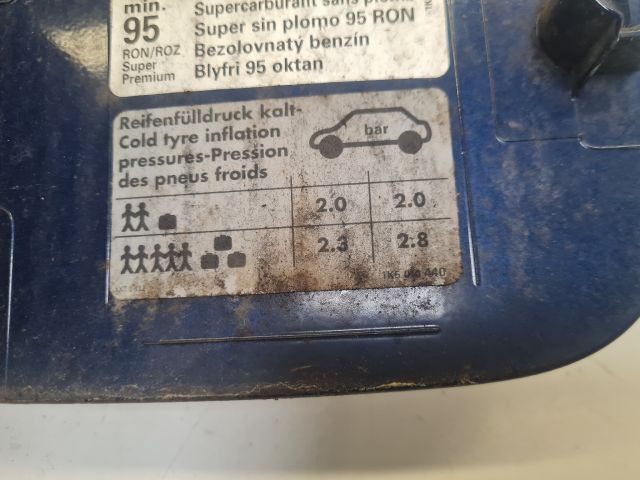 min.
95
RON/ROZ
Super
Premium
Supercarburant sans
Super sin plomo 95 RON
Bezolovnatý benzín
Blyfri 95 oktan
Reifenfülldruck kalt-
Cold tyre inflation
pressures-Pression
des pneus froids
bar
2.0 2.0
2.3 2.8